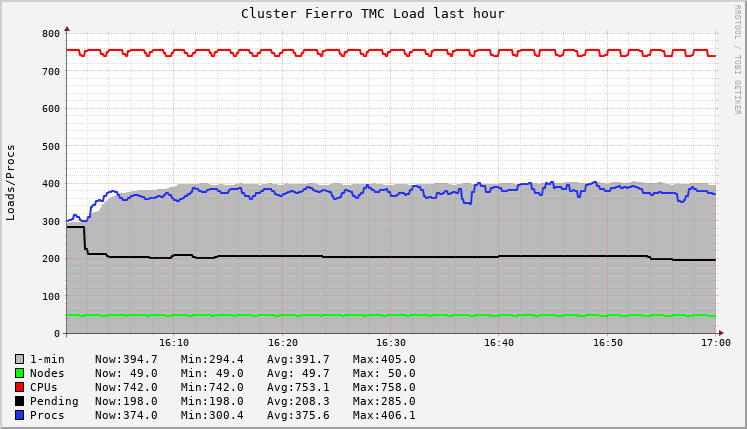 Cluster Fierro TMC Load last hour
RRDTOOL / TOBI OETIKER
Loads/Procs
800
700
600
500
400
300
200
100
0
16:10 16:20 16:30 16:40 16:50 17:00
1-min Now:394.7 Min:294.4 Avg:391.7 Max:405.0
Nodes Now: 49.0 Min: 49.0 Avg: 49.7 Max: 50.0
CPUs Now:742.0 Min:742.0 Avg:753.1 Max:758.0
Pending Now:198.0 Min:198.0 Avg:208.3 Max:285.0
Procs Now:374.0 Min:300.4 Avg:375.6 Max:406.1